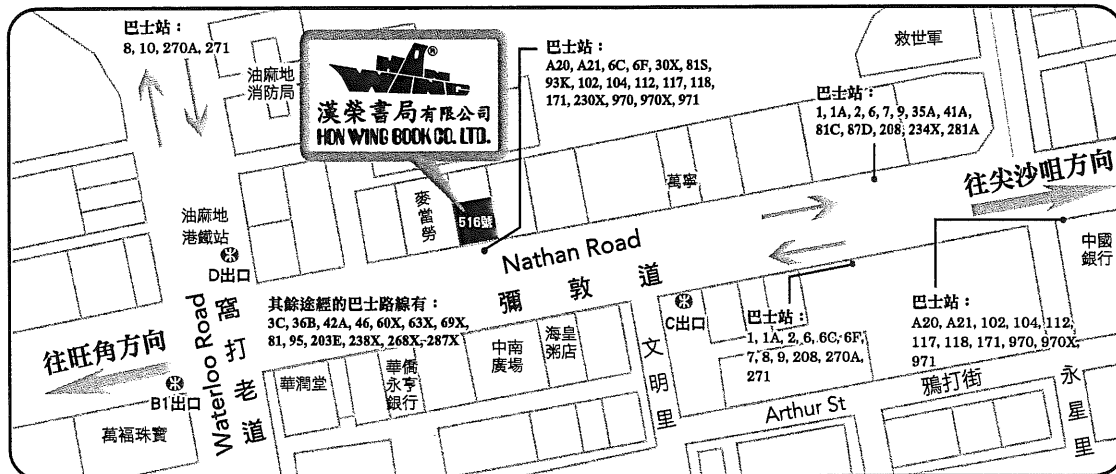 巴士站：
8, 10, 270A, 271
油麻地
消防局
HON WING
®
漢榮書局有限公司
HON WING BOOK CO. LTD.
巴士站：
A20, A21, 6C, 6F, 30X, 81S,
93K, 102, 104, 112, 117, 118,
171, 230X, 970, 970X, 971
救世軍
巴士站：
1, 1A, 2, 6, 7, 9, 35A, 41A,
81C, 87D, 208, 234X, 281A
往尖沙咀方向
萬寧
麥當勞
516號
油麻地
港鐵站
D出口
Nathan Road
彌敦道
中國
銀行
其餘途經的巴士路線有：
3C, 36B, 42A, 46, 60X, 63X, 69X,
81, 95, 203E, 238X, 268X, 287X
C出口
巴士站：
1, 1A, 2, 6, 6C, 6F,
7, 8, 9, 208, 270A,
271
巴士站：
A20, A21, 102, 104, 112,
117, 118, 171, 970, 970X,
971
往旺角方向
B1出口
萬福珠寶
Waterloo Road
窩打老道
華潤堂
華僑
永亨
銀行
中南
廣場
海皇
粥店
文明里
鴉打街
Arthur St
永星里